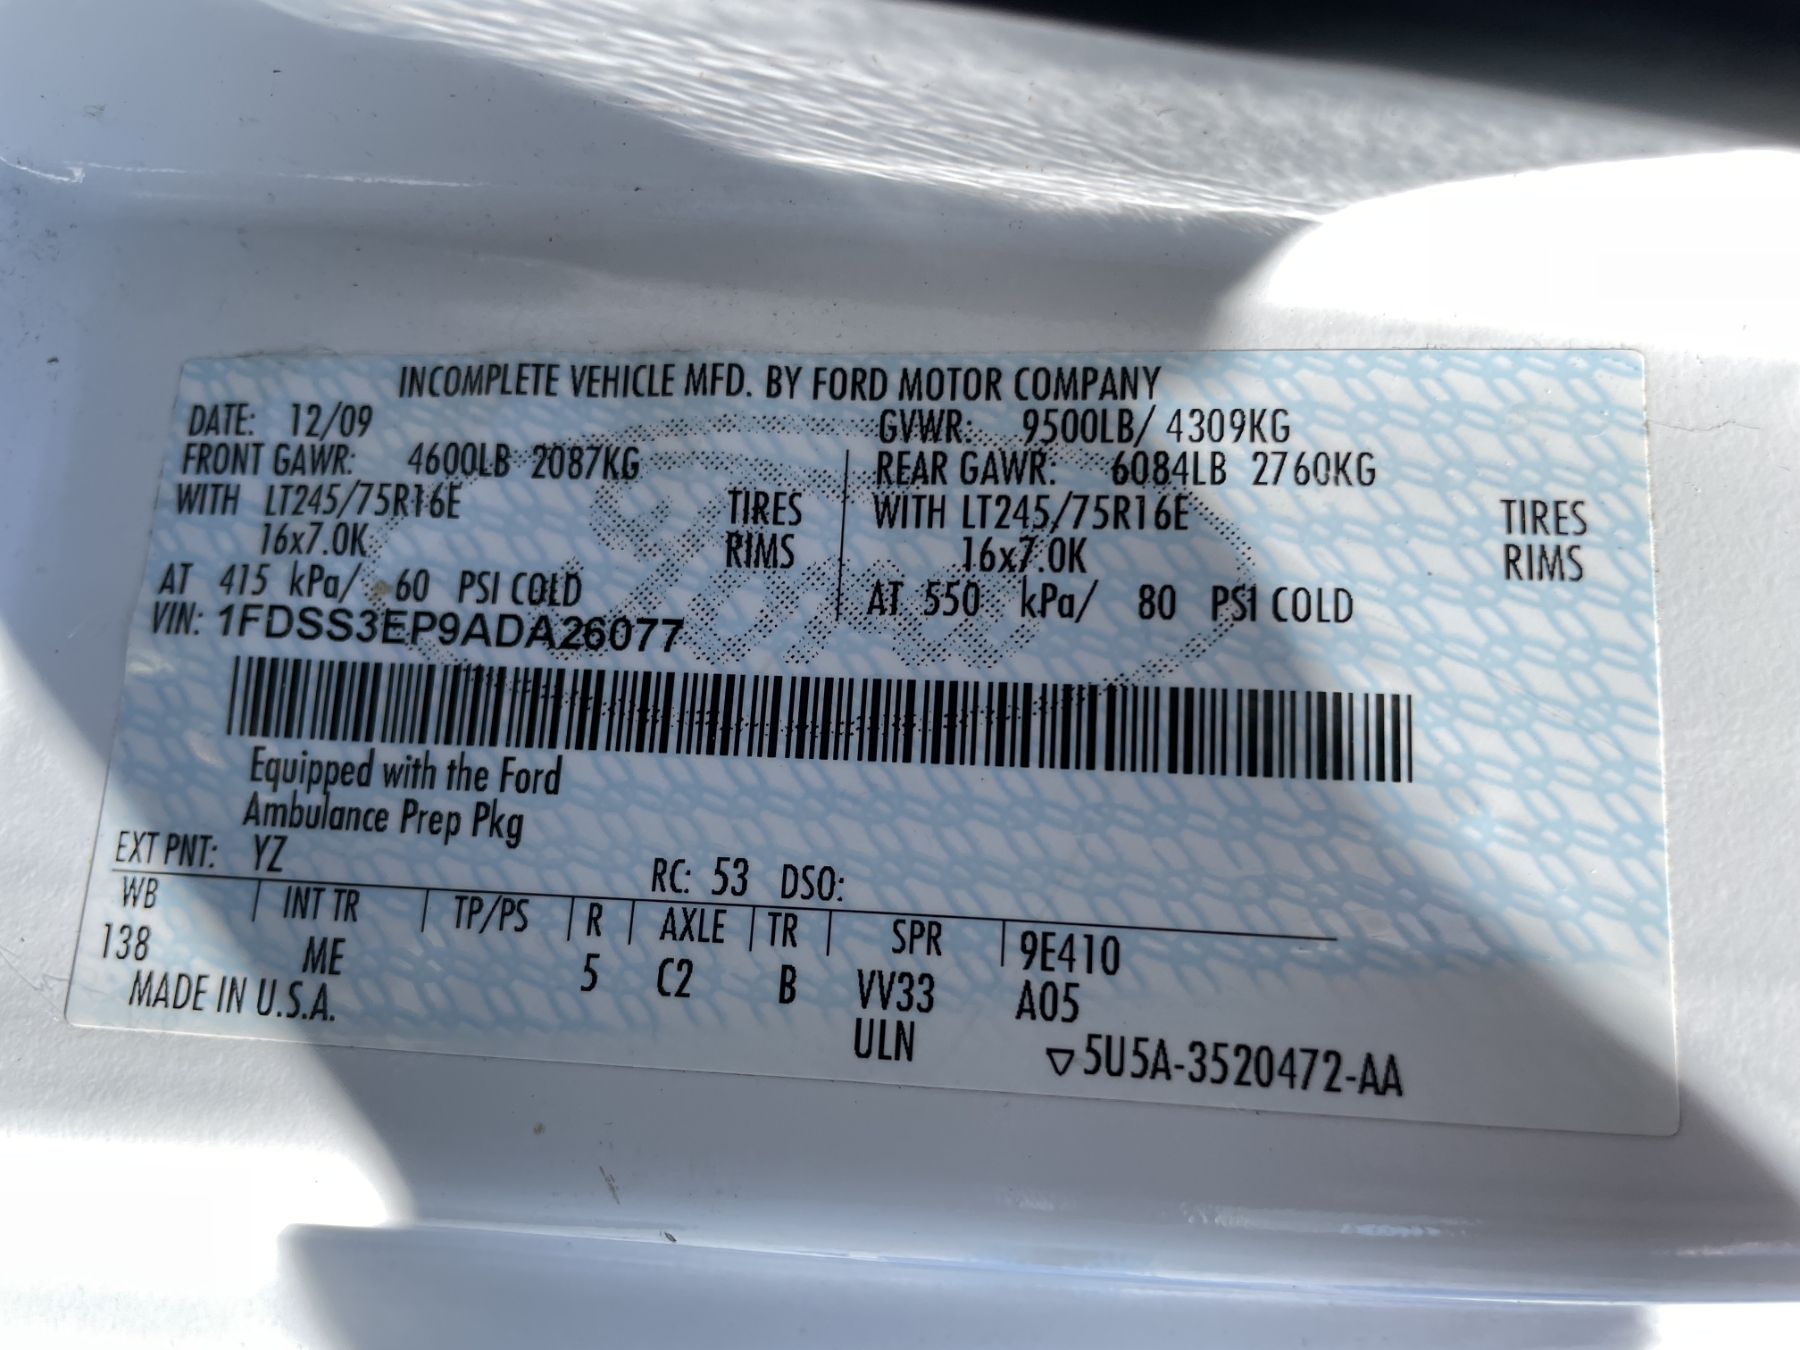 INCOMPLETE VEHICLE MFD. BY FORD MOTOR COMPANY
DATE: 12/09 GVWR: 9500LB/ 4309KG
FRONT GAWR: 4600LB 2087KG REAR GAWR: 6084LB 2760KG
WITH LT245/75R16E TIRES WITH LT245/75R16E TIRES
16x7.0K RIMS 16x7.0K RIMS
AT 415 kPa/ 60 PSI COLD AT 550 kPa/ 80 PSI COLD
VIN: 1FDSS3EP9ADA26077
Equipped with the Ford
Ambulance Prep Pkg
EXT PNT: YZ RC: 53 DSO:
WB INT TR TP/PS R AXLE TR SPR 9E410
138 ME 5 C2 B VV33 A05
MADE IN U.S.A. ULN ▽5U5A-3520472-AA
Ford